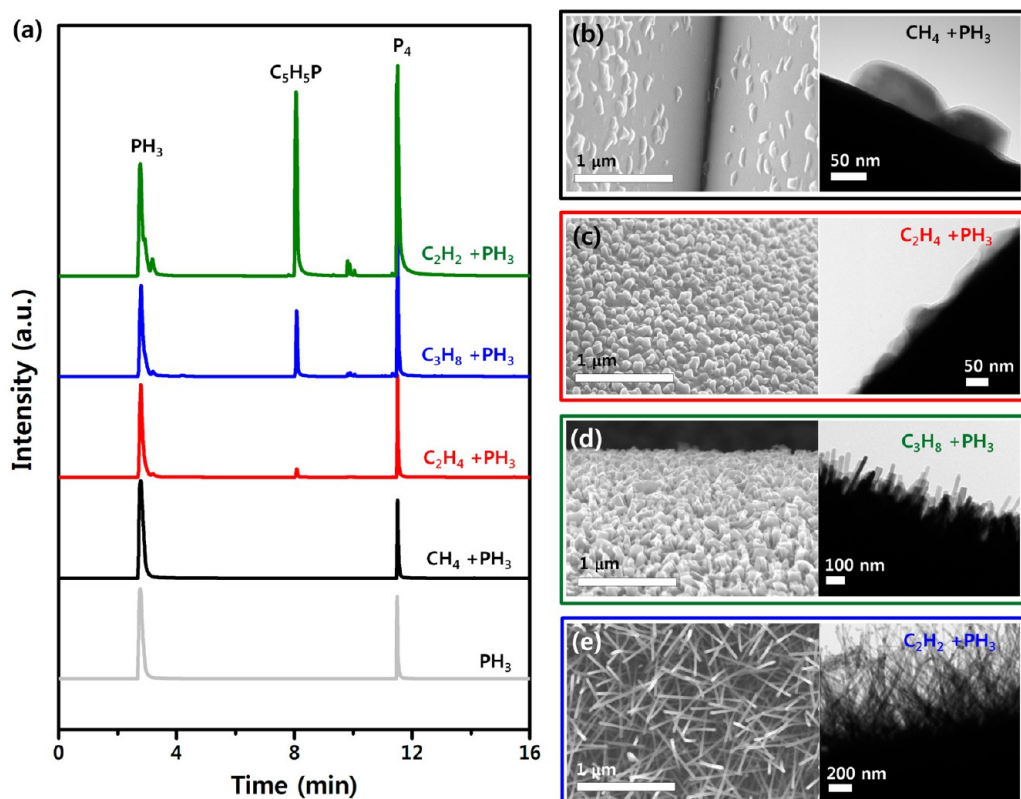 (a)
P₄
C₅H₅P
PH₃
C₂H₂ +PH₃
C₃H₈ +PH₃
C₂H₄ +PH₃
CH₄ +PH₃
PH₃
Intensity (a.u.)
0 4 8 12 16
Time (min)
(b)
CH₄ +PH₃
1 μm
50 nm
(c)
C₂H₄ +PH₃
1 μm
50 nm
(d)
C₃H₈ +PH₃
1 μm
100 nm
(e)
C₂H₂ +PH₃
1 μm
200 nm